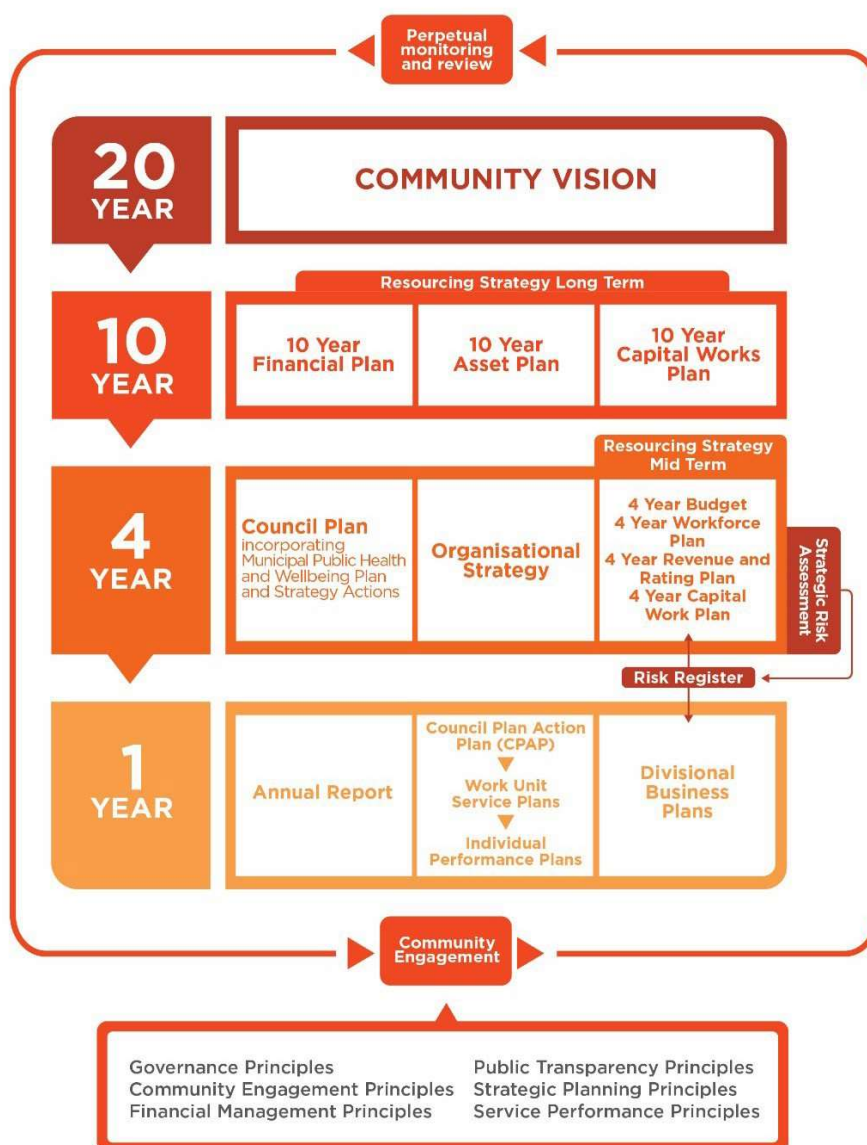 Perpetual
monitoring
and review
20
YEAR
COMMUNITY VISION
Resourcing Strategy Long Term
10
YEAR
10 Year
Financial Plan
10 Year
Asset Plan
10 Year
Capital Works
Plan
Resourcing Strategy
Mid Term
4
YEAR
Council Plan
incorporating
Municipal Public Health
and Wellbeing Plan
and Strategy Actions
Organisational
Strategy
4 Year Budget
4 Year Workforce
Plan
4 Year Revenue and
Rating Plan
4 Year Capital
Work Plan
Strategic Risk
Assessment
Risk Register
1
YEAR
Annual Report
Council Plan Action
Plan (CPAP)
Work Unit
Service Plans
Individual
Performance Plans
Divisional
Business
Plans
Community
Engagement
Governance Principles
Community Engagement Principles
Financial Management Principles
Public Transparency Principles
Strategic Planning Principles
Service Performance Principles